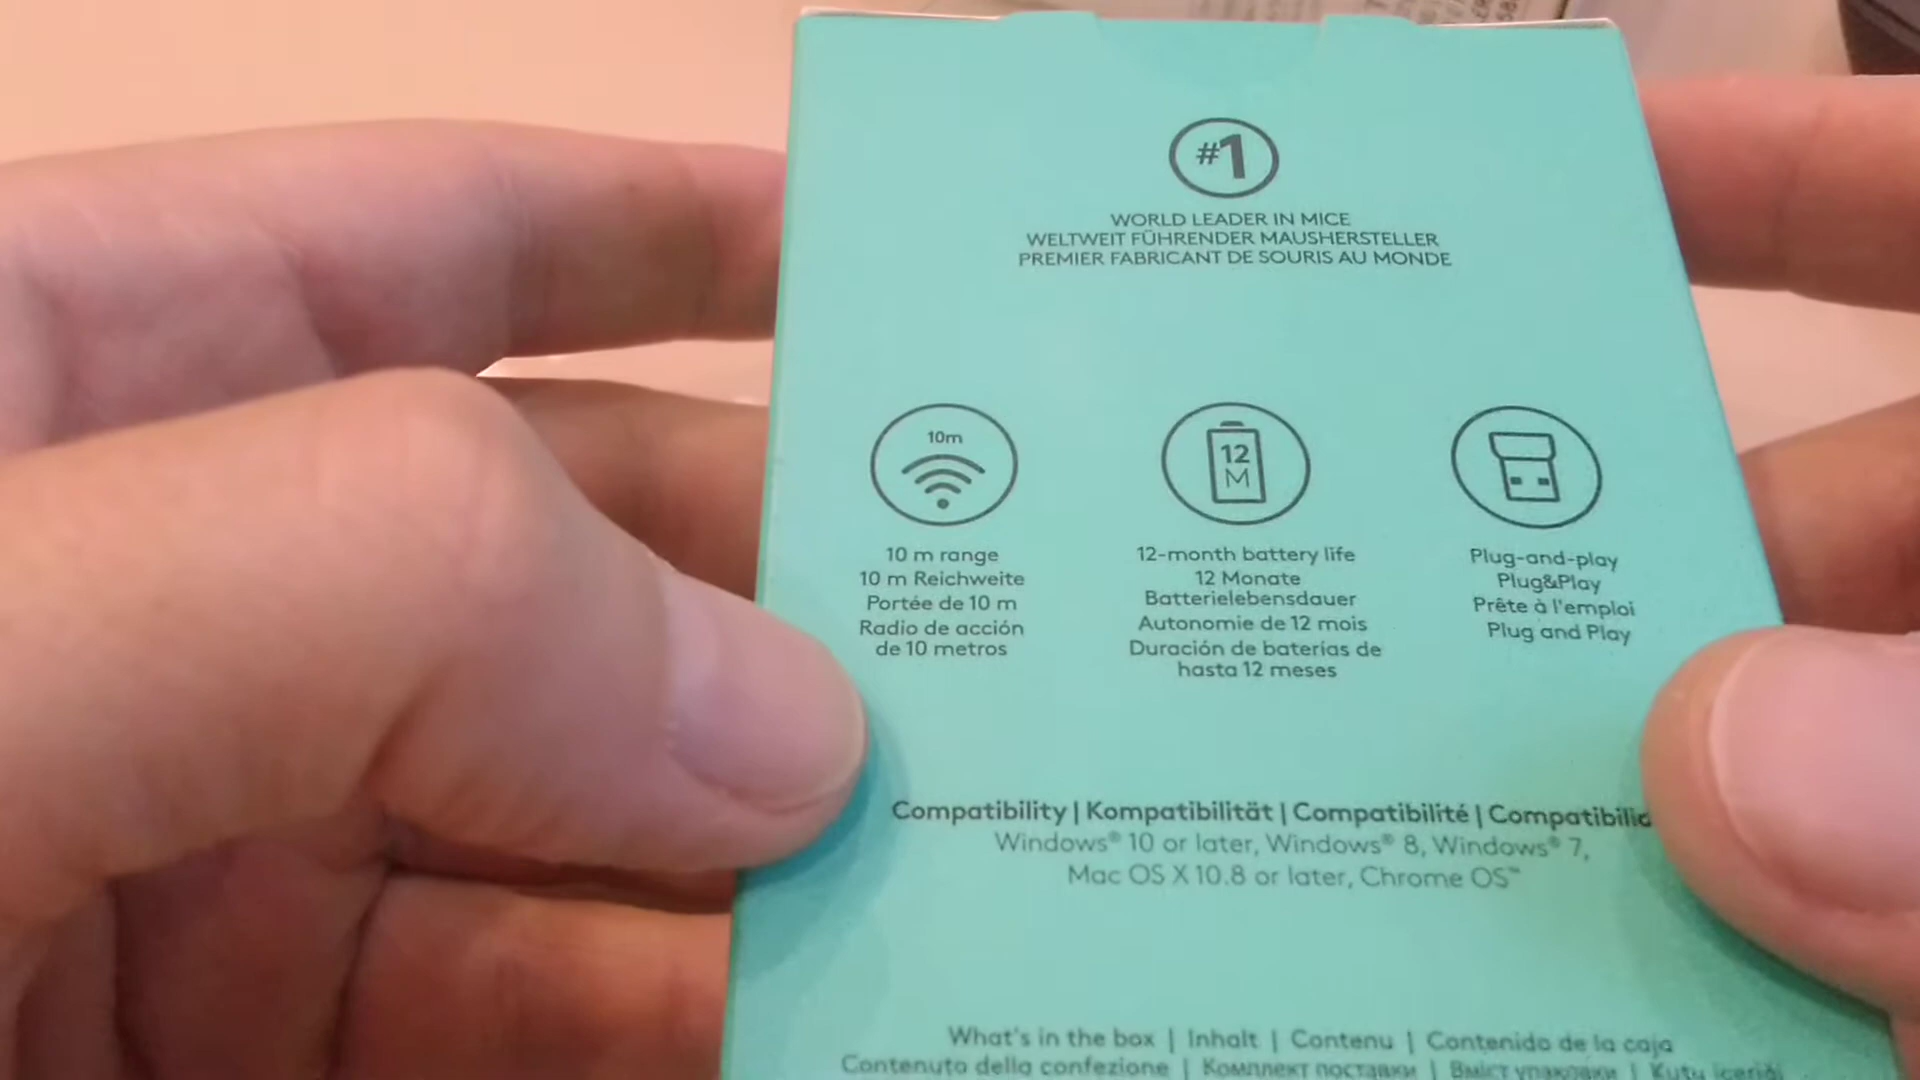 #1
WORLD LEADER IN MICE
WELTWEIT FÜHRENDER MAUSHERSTELLER
PREMIER FABRICANT DE SOURIS AU MONDE
10m
10 m range
10 m Reichweite
Portée de 10 m
Radio de acción
de 10 metros
12
M
12-month battery life
12 Monate
Batterielebensdauer
Autonomie de 12 mois
Duración de baterías de
hasta 12 meses
Plug-and-play
Plug&Play
Prête à l'emploi
Plug and Play
Compatibility | Kompatibilität | Compatibilité |
Windows® 10 or later, Windows® 8, Windows® 7,
Mac OS X 10.8 or later, Chrome OS™
What's in the box | Inhalt | Contenu | Contenido de la caja
Contenuto della confezione | Комплект поставки | Вміст упаковки | Kutu içeriği